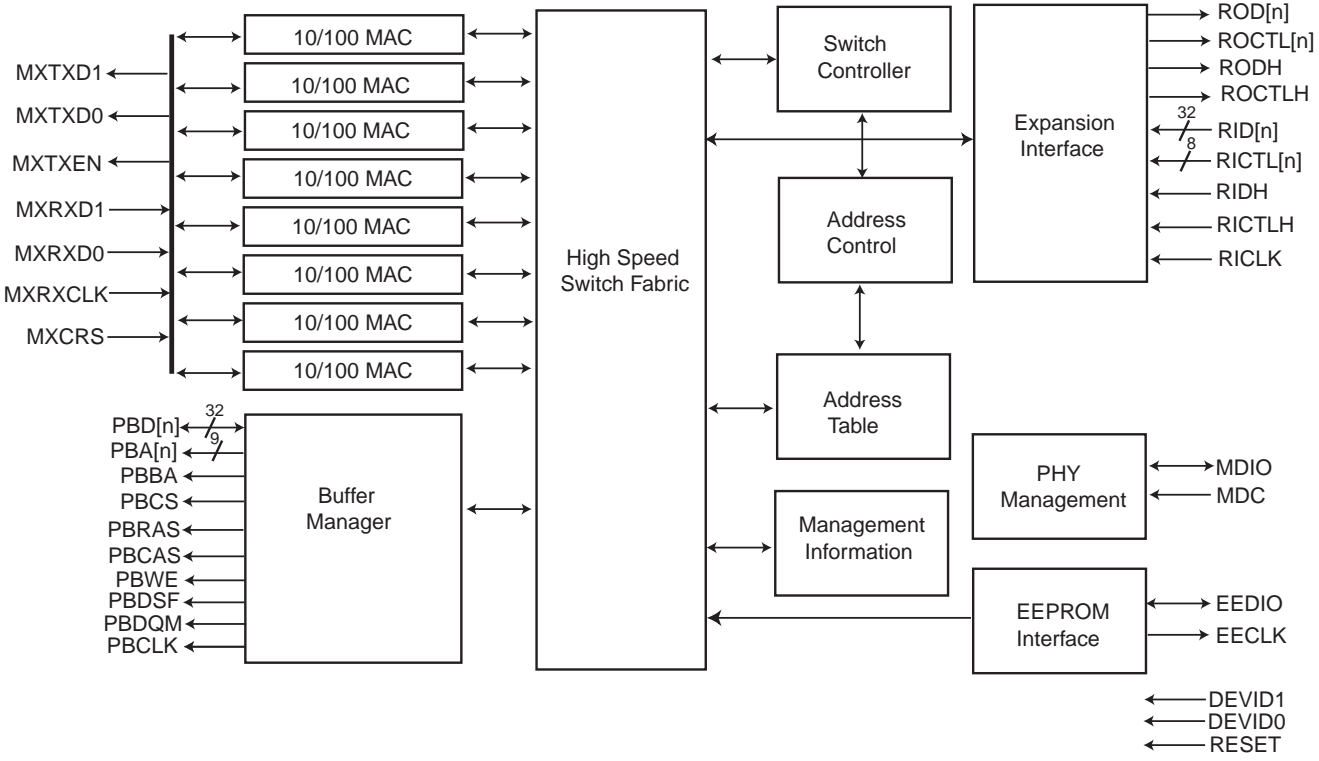 MXTXD1
MXTXD0
MXTXEN
MXRXD1
MXRXD0
MXRXCLK
MXCRS
10/100 MAC
10/100 MAC
10/100 MAC
10/100 MAC
10/100 MAC
10/100 MAC
10/100 MAC
10/100 MAC
PBD[n]
32
PBA[n]
9
PBBA
PBCS
PBRAS
PBCAS
PBWE
PBDSF
PBDQM
PBCLK
Buffer
Manager
High Speed
Switch Fabric
Switch
Controller
Address
Control
Address
Table
Management
Information
Expansion
Interface
ROD[n]
ROCTL[n]
RODH
ROCTLH
32
RID[n]
8
RICTL[n]
RIDH
RICTLH
RICLK
PHY
Management
MDIO
MDC
EEPROM
Interface
EEDIO
EECLK
DEVID1
DEVID0
RESET